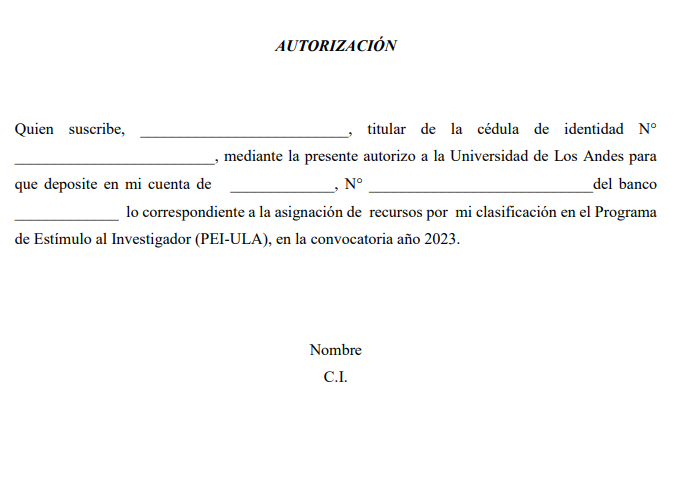 AUTORIZACIÓN
Quien suscribe, ___________________________, titular de la cédula de identidad N°
__________________________, mediante la presente autorizo a la Universidad de Los Andes para
que deposite en mi cuenta de _____________, N° _____________________________del banco
_____________ lo correspondiente a la asignación de recursos por mi clasificación en el Programa
de Estímulo al Investigador (PEI-ULA), en la convocatoria año 2023.
Nombre
C.I.